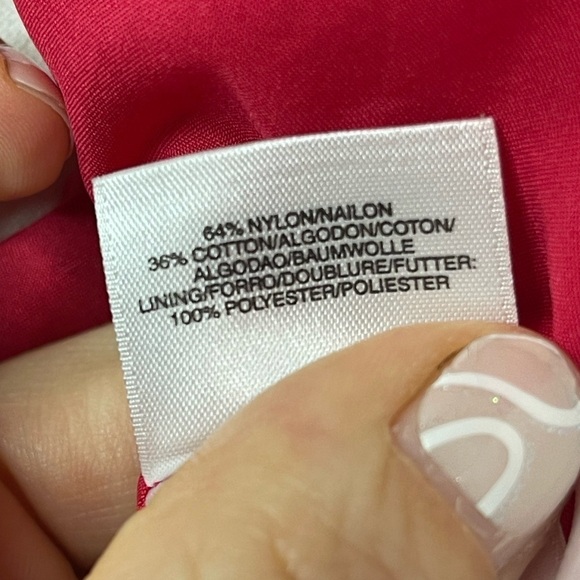 64% NYLON/NAILON
36% COTTON/ALGODON/COTON/
ALGODAO/BAUMWOLLE
LINING/FORRO/DOUBLURE/FUTTER:
100% POLYESTER/POLIESTER